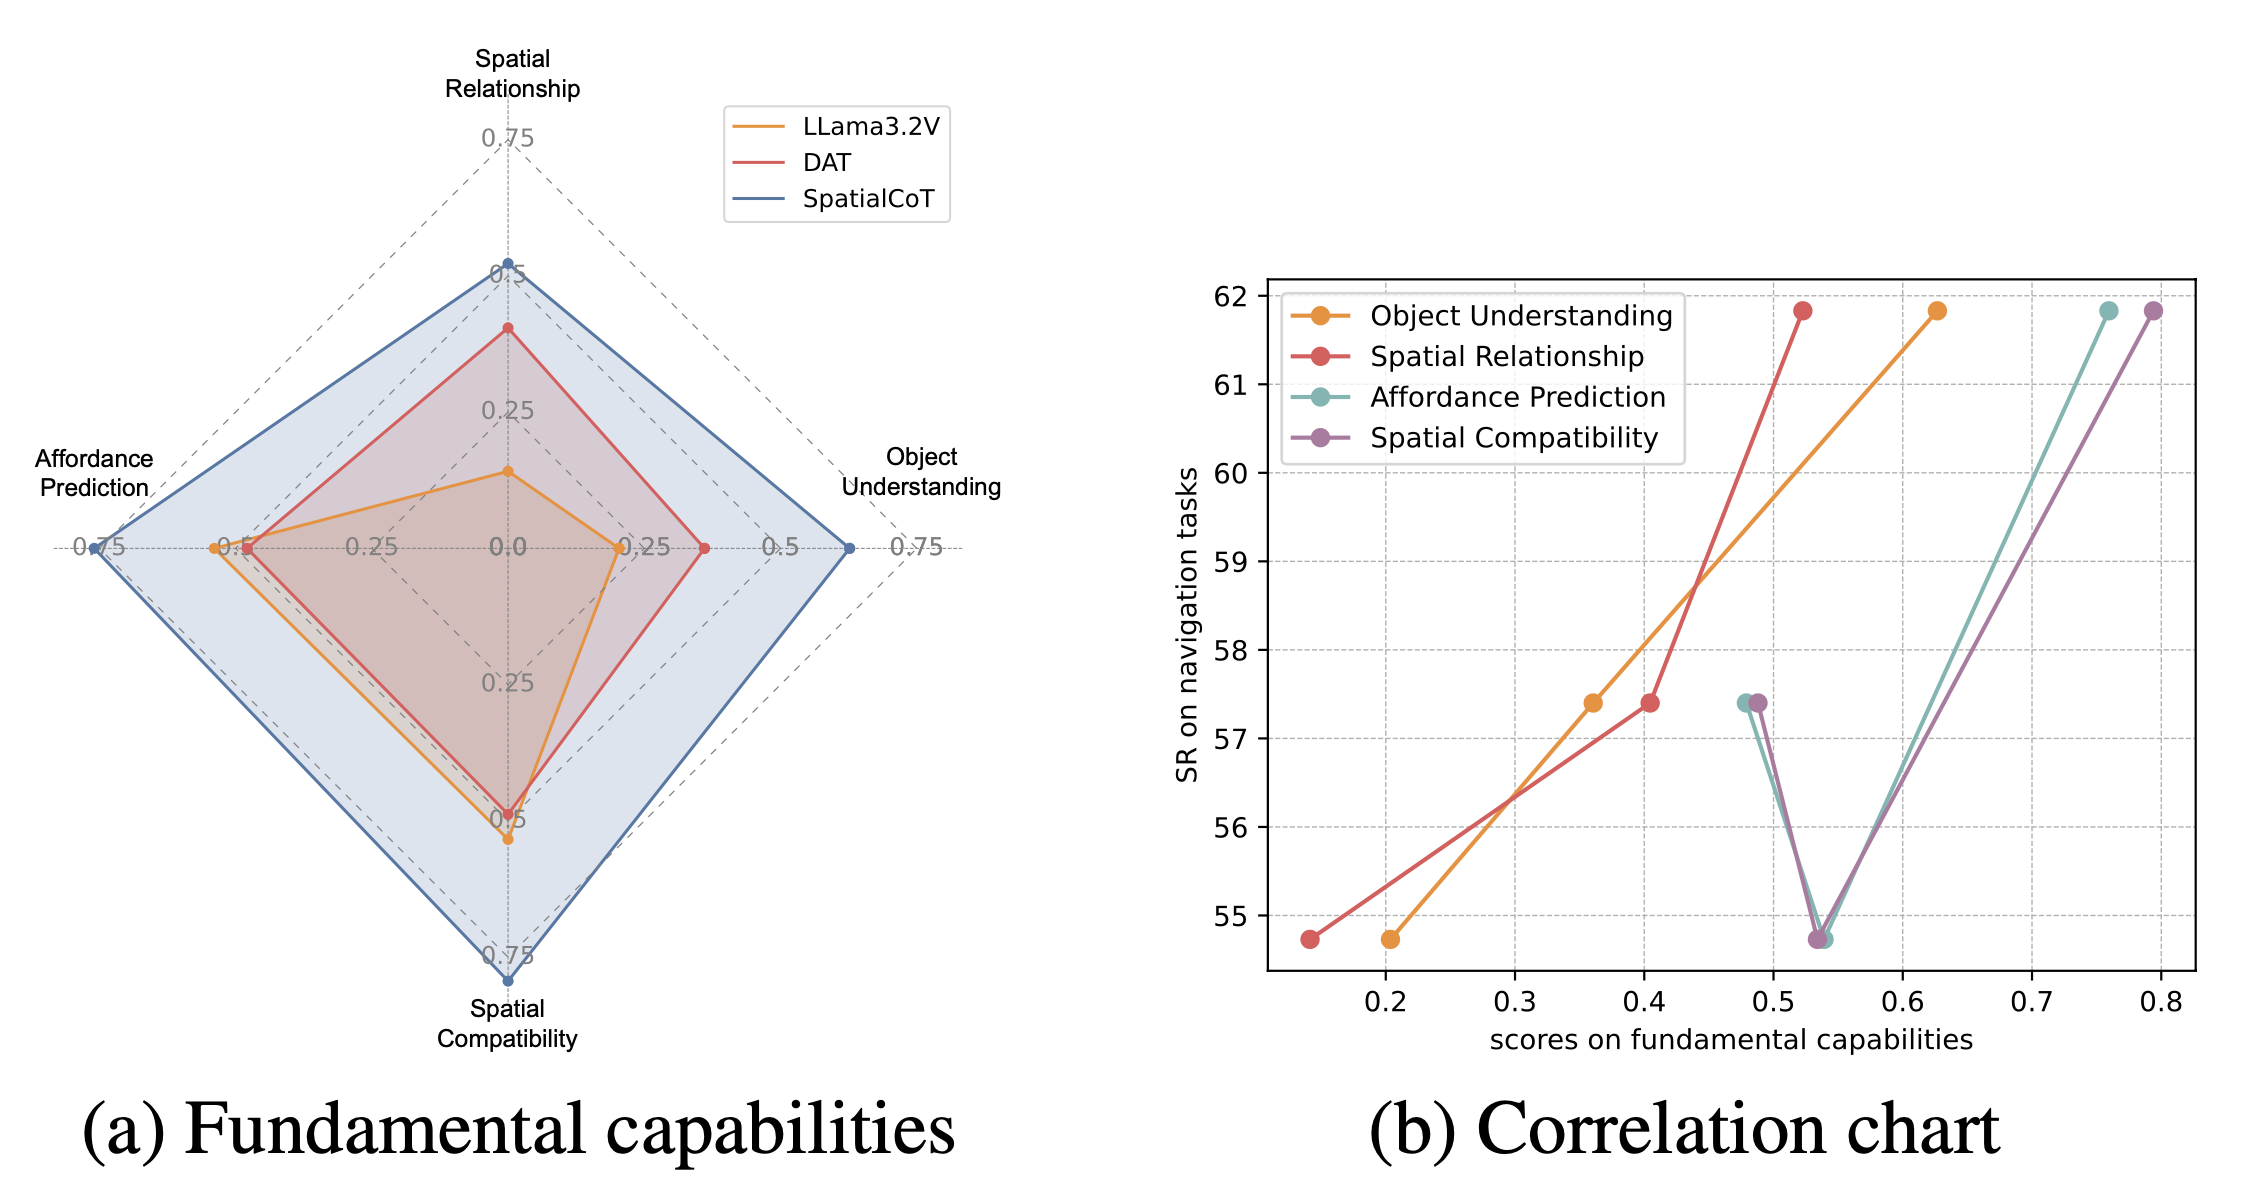 Spatial
Relationship
0.75
LLama3.2V
DAT
SpatialCoT
0.5
0.25
Affordance
Prediction
Object
Understanding
0.75 0.5 0.25 0.0 0.25 0.5 0.75
0.25
0.5
0.75
Spatial
Compatibility
(a) Fundamental capabilities
Object Understanding
Spatial Relationship
Affordance Prediction
Spatial Compatibility
SR on navigation tasks
62
61
60
59
58
57
56
55
0.2 0.3 0.4 0.5 0.6 0.7 0.8
scores on fundamental capabilities
(b) Correlation chart